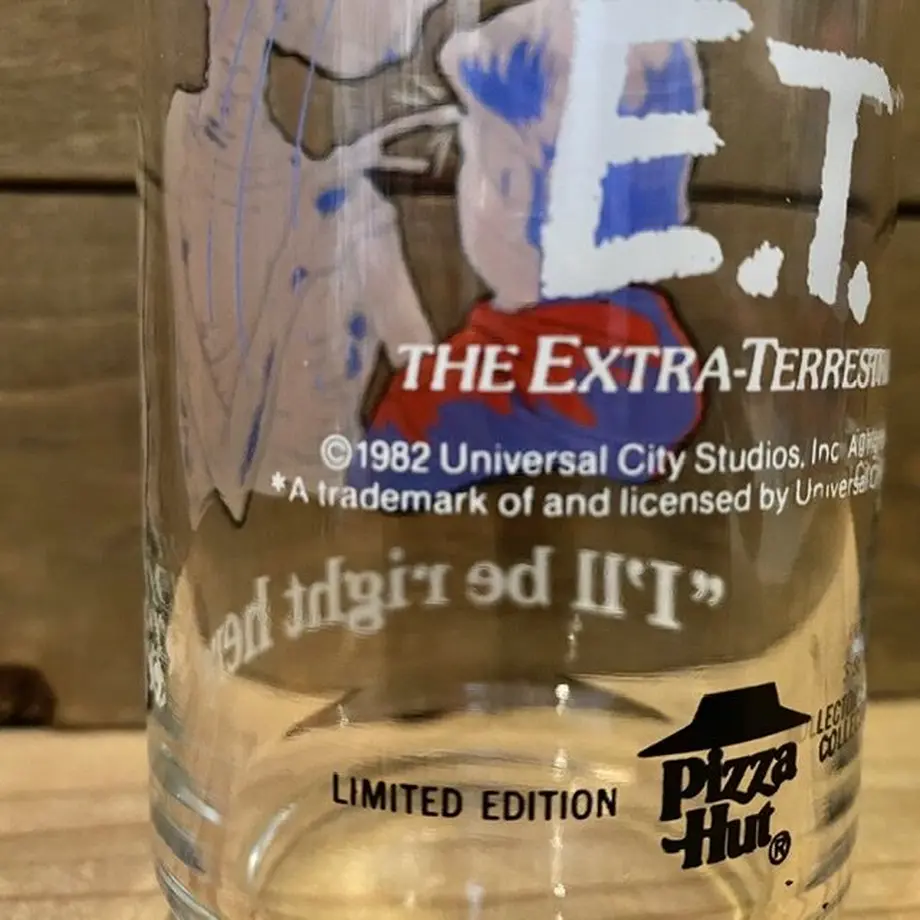 E.T.
THE EXTRA-TERRES
©1982 Universal City Studios, Inc
*A trademark of and licensed by Universal
"I'll be right
LIMITED EDITION
Pizza
Hut®